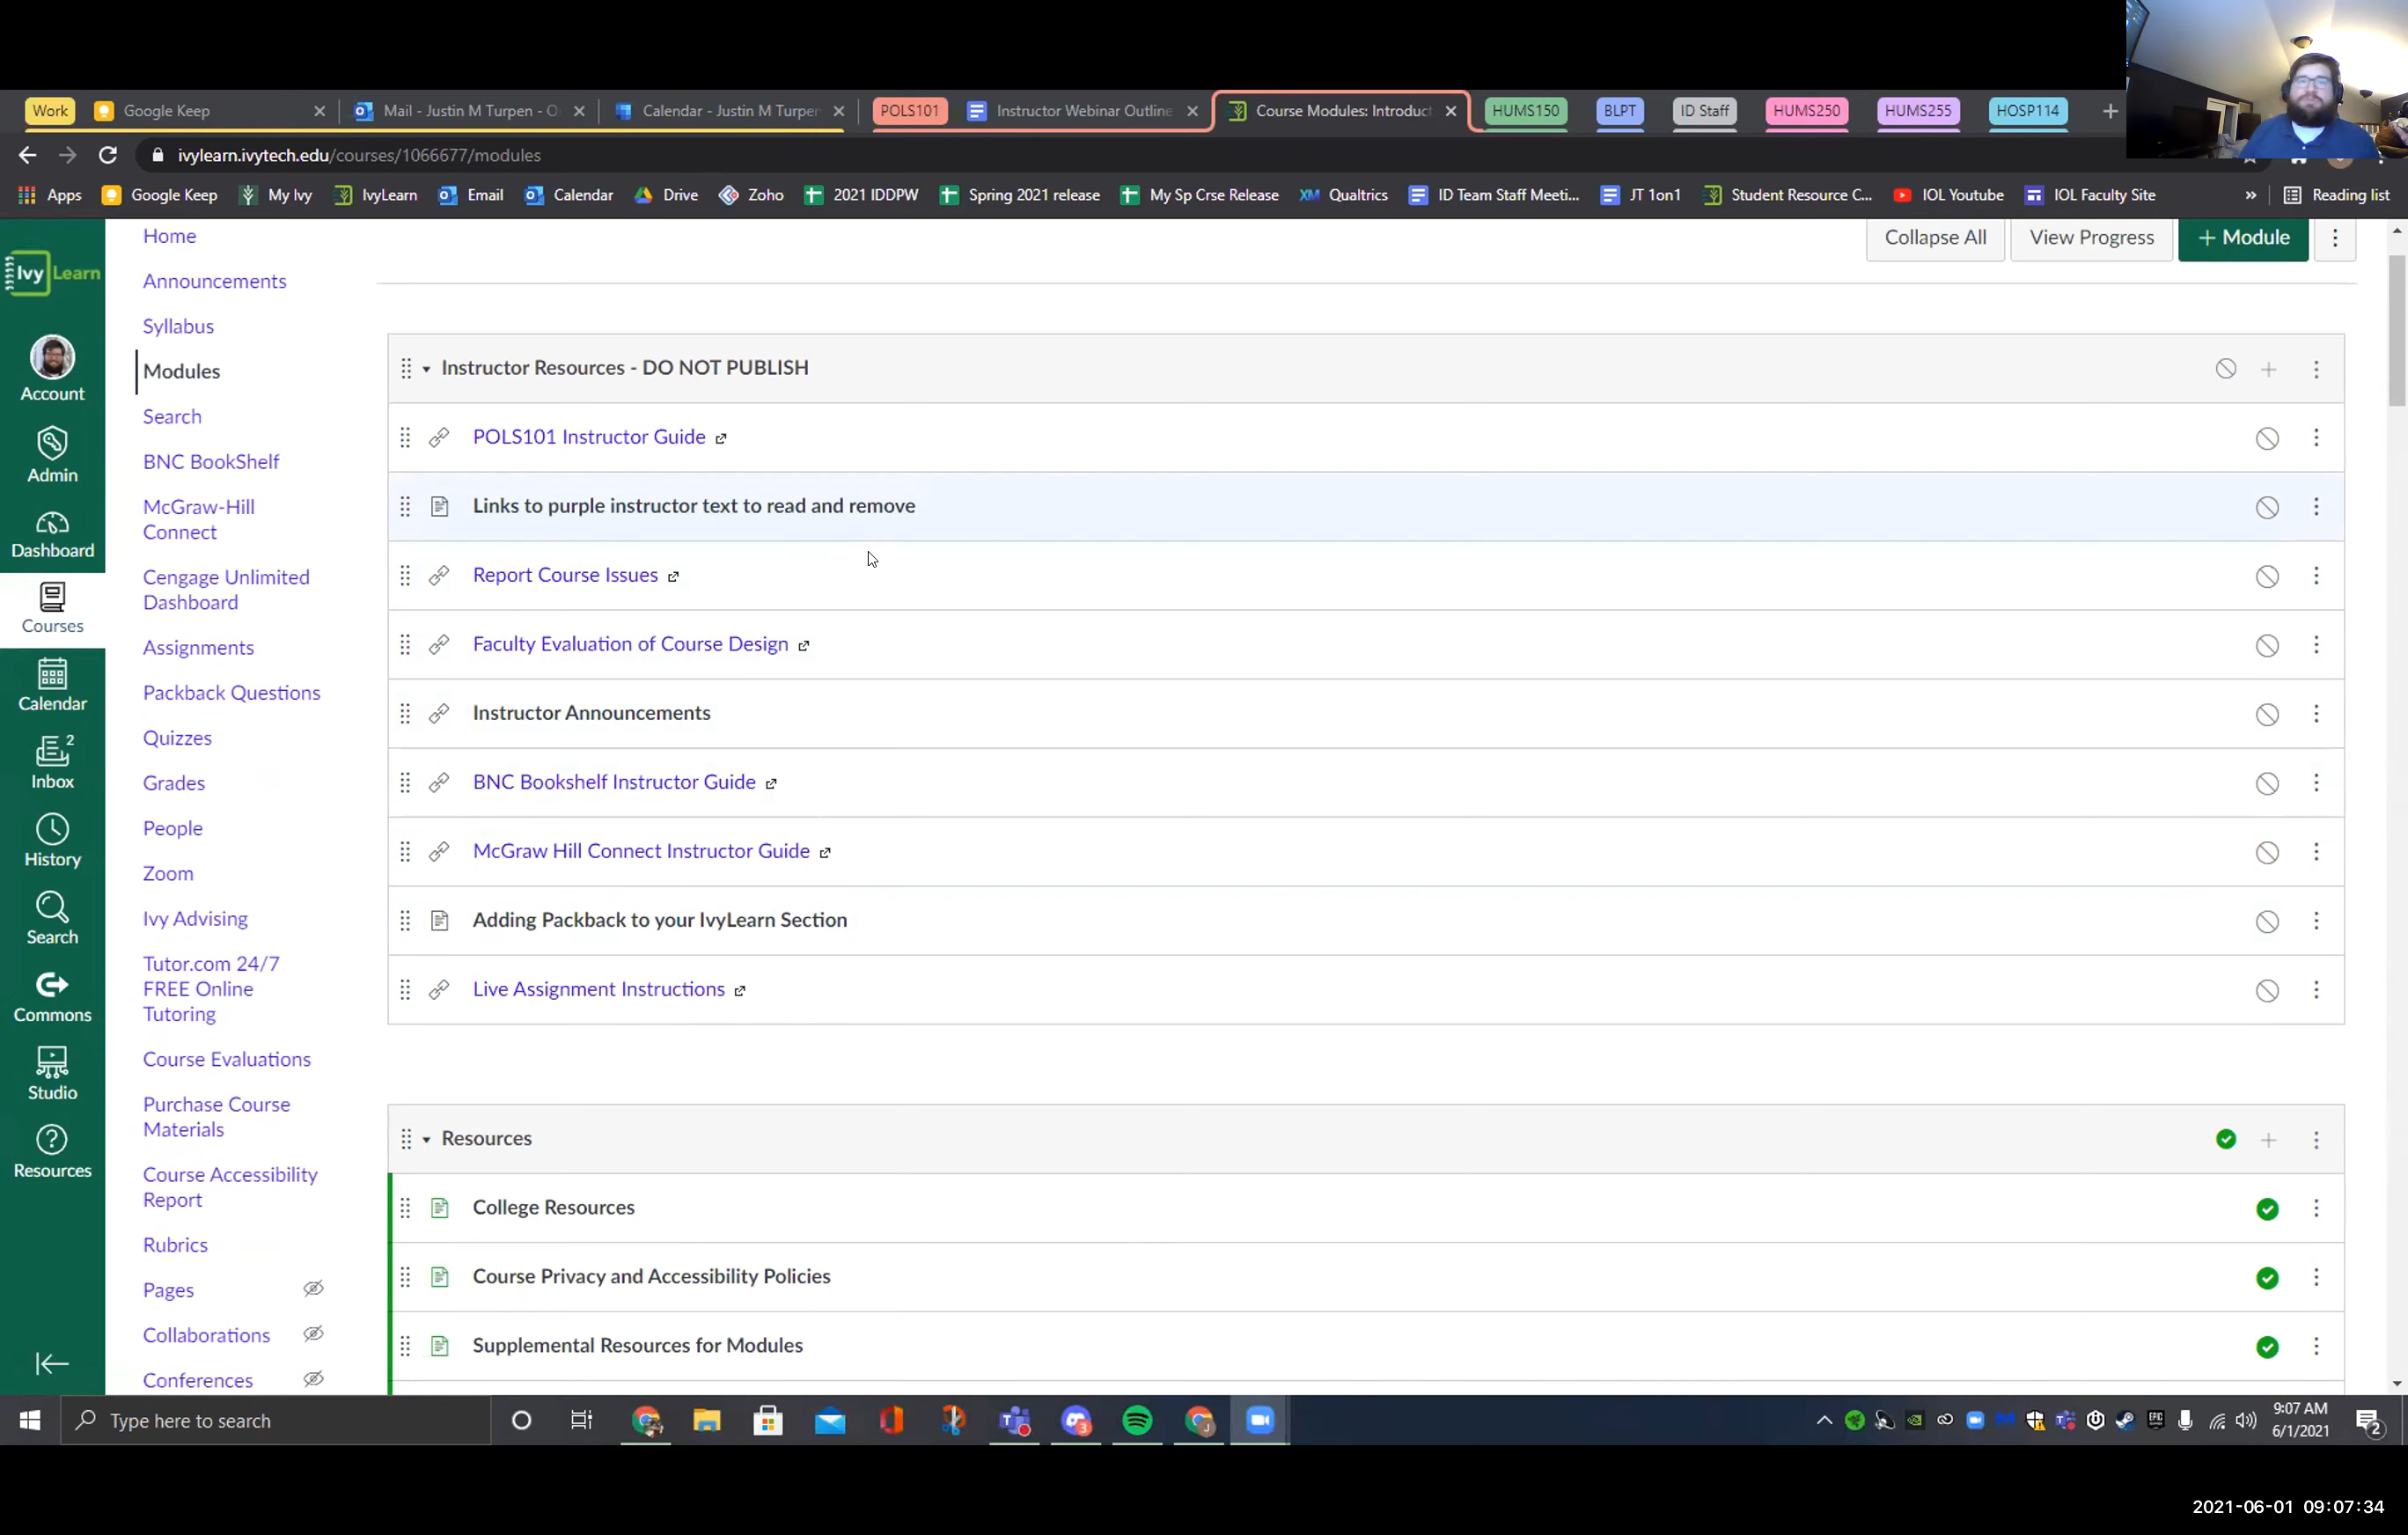 Work
Google Keep
Mail - Justin M Turpen - O
Calendar - Justin M Turpen
POLS101
Instructor Webinar Outline
Course Modules: Introduct
HUMS150
BLPT
ID Staff
HUMS250
HUMS255
HOSP114
ivylearn.ivytech.edu/courses/1066677/modules
Apps
Google Keep
My Ivy
IvyLearn
Email
Calendar
Drive
Zoho
2021 IDDPW
Spring 2021 release
My Sp Crse Release
XM Qualtrics
ID Team Staff Meeti...
JT 1on1
Student Resource C...
IOL Youtube
IOL Faculty Site
»
Reading list
Ivy Learn
Account
Admin
Dashboard
Courses
Calendar
2
Inbox
History
Search
Commons
Studio
Resources
Home
Announcements
Syllabus
Modules
Search
BNC BookShelf
McGraw-Hill
Connect
Cengage Unlimited
Dashboard
Assignments
Packback Questions
Quizzes
Grades
People
Zoom
Ivy Advising
Tutor.com 24/7
FREE Online
Tutoring
Course Evaluations
Purchase Course
Materials
Course Accessibility
Report
Rubrics
Pages
Collaborations
Conferences
Collapse All
View Progress
+ Module
Instructor Resources - DO NOT PUBLISH
POLS101 Instructor Guide
Links to purple instructor text to read and remove
Report Course Issues
Faculty Evaluation of Course Design
Instructor Announcements
BNC Bookshelf Instructor Guide
McGraw Hill Connect Instructor Guide
Adding Packback to your IvyLearn Section
Live Assignment Instructions
Resources
College Resources
Course Privacy and Accessibility Policies
Supplemental Resources for Modules
Type here to search
3
EPIC
9:07 AM
6/1/2021
2
2021-06-01 09:07:34